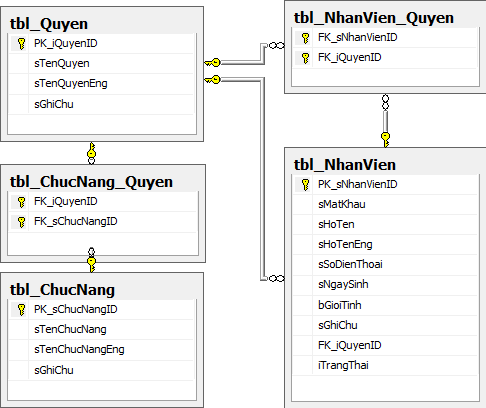 tbl_Quyen
PK_iQuyenID
sTenQuyen
sTenQuyenEng
sGhiChu
tbl_NhanVien_Quyen
FK_sNhanVienID
FK_iQuyenID
tbl_ChucNang_Quyen
FK_iQuyenID
FK_sChucNangID
tbl_NhanVien
PK_sNhanVienID
sMatKhau
sHoTen
sHoTenEng
sSoDienThoai
sNgaySinh
bGioiTinh
sGhiChu
FK_iQuyenID
iTrangThai
tbl_ChucNang
PK_sChucNangID
sTenChucNang
sTenChucNangEng
sGhiChu